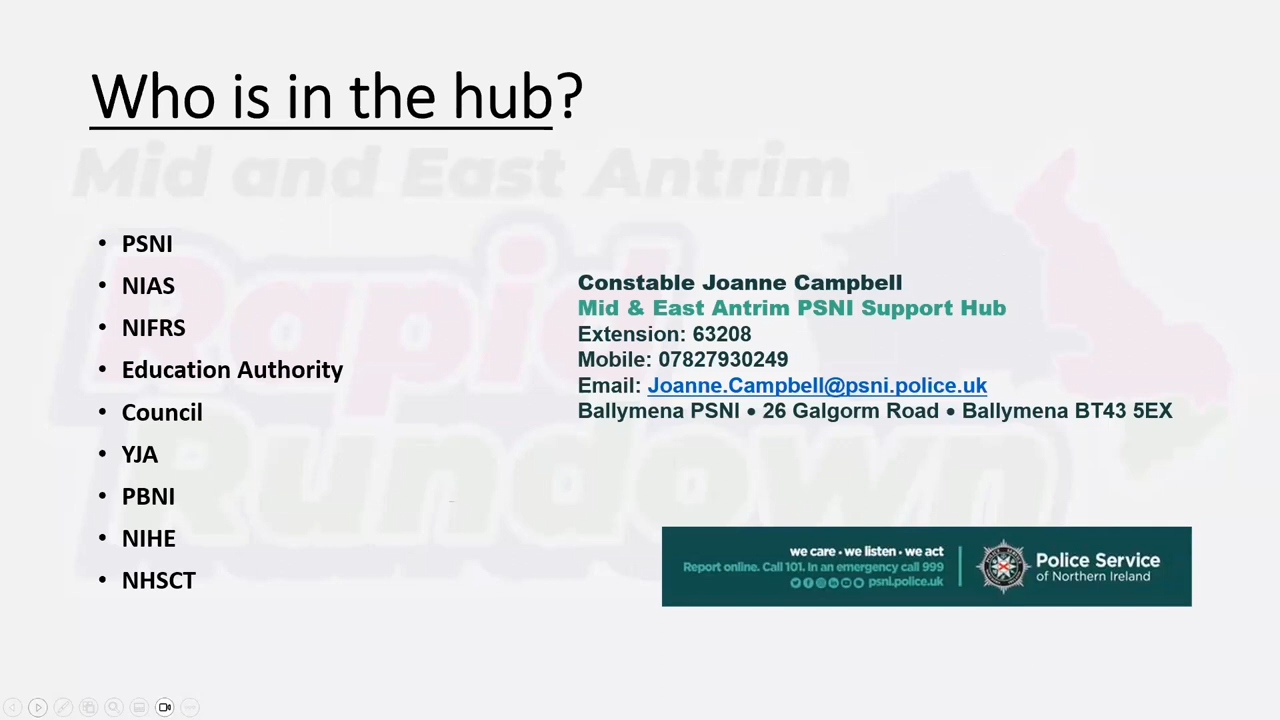 Who is in the hub?
Mid and East Antrim
Rapid
Rundown
• PSNI
• NIAS
• NIFRS
• Education Authority
• Council
• YJA
• PBNI
• NIHE
• NHSCT
Constable Joanne Campbell
Mid & East Antrim PSNI Support Hub
Extension: 63208
Mobile: 07827930249
Email: Joanne.Campbell@psni.police.uk
Ballymena PSNI • 26 Galgorm Road • Ballymena BT43 5EX
we care • we listen • we act
Report online. Call 101. In an emergency call 999
psni.police.uk
Police Service
of Northern Ireland